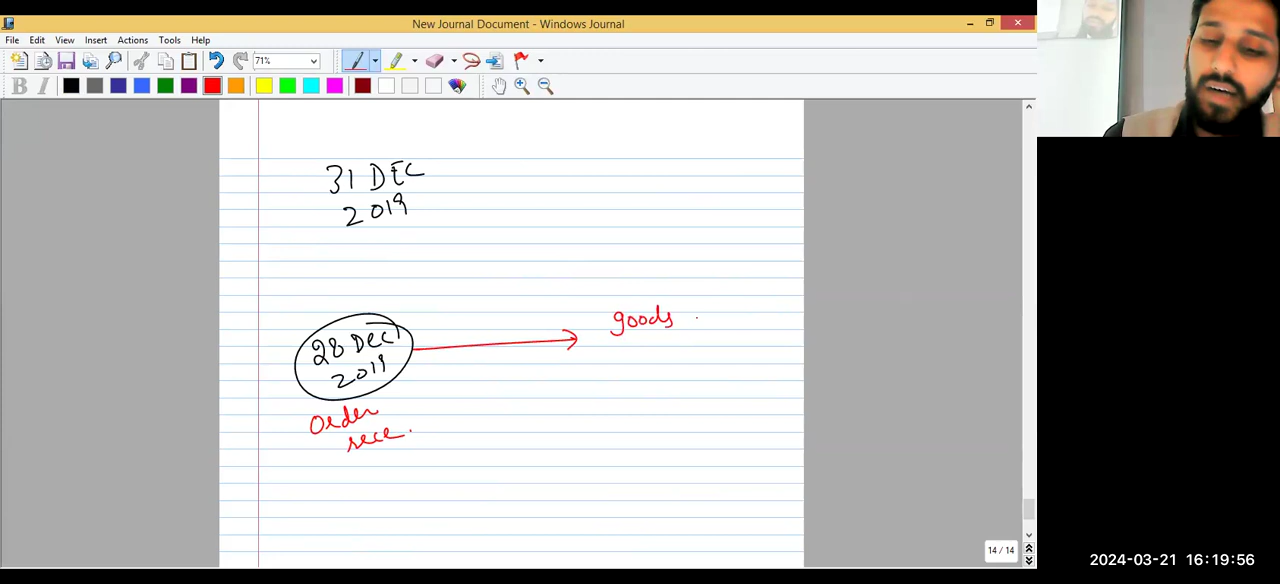 New Journal Document - Windows Journal
File Edit View Insert Actions Tools Help
71%
B I
31 DEC
2019
28 Dec
2019
goods
Order
rece.
14 / 14
2024-03-21 16:19:56